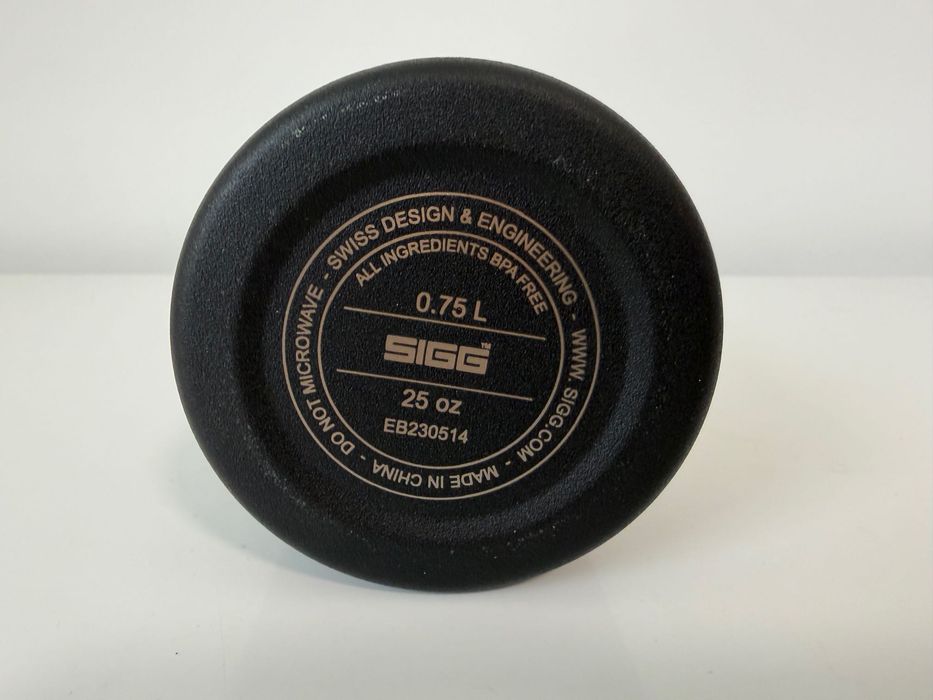 SWISS DESIGN & ENGINEERING - WWW.SIGG.COM - MADE IN CHINA - DO NOT MICROWAVE -
ALL INGREDIENTS BPA FREE
0.75 L
SIGG™
25 oz
EB230514